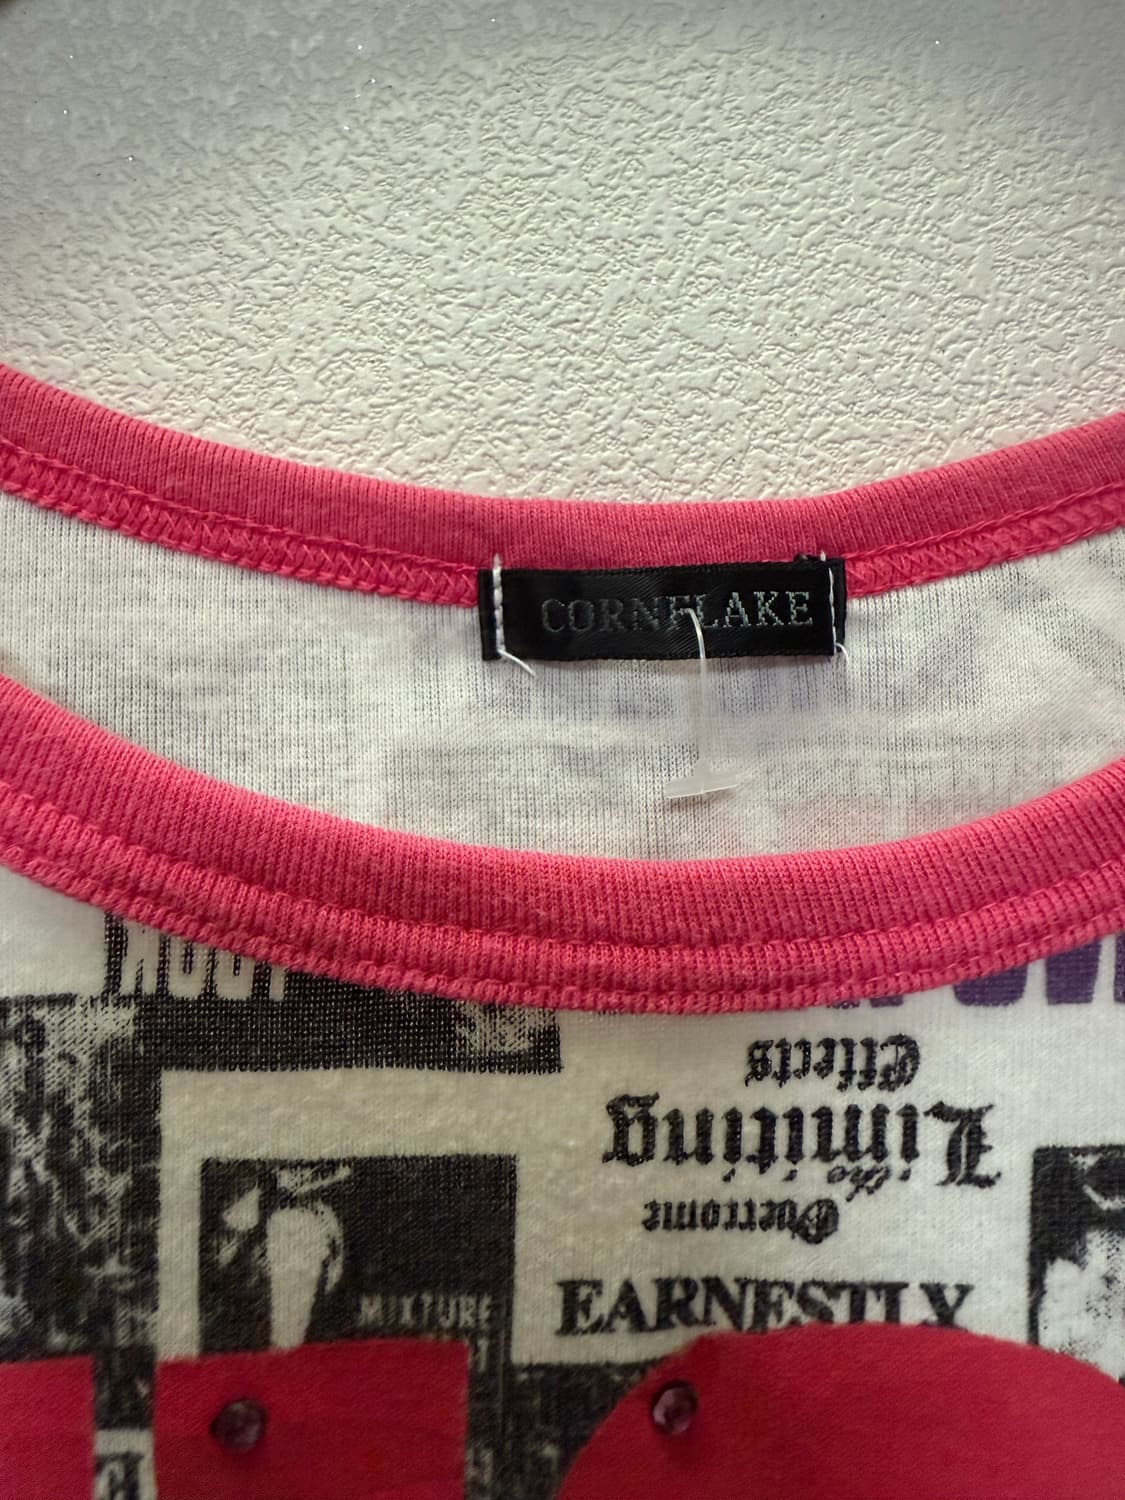 CORNFLAKE
Effects
Limiting
the
Overcome
EARNESTLY
MIXTURE